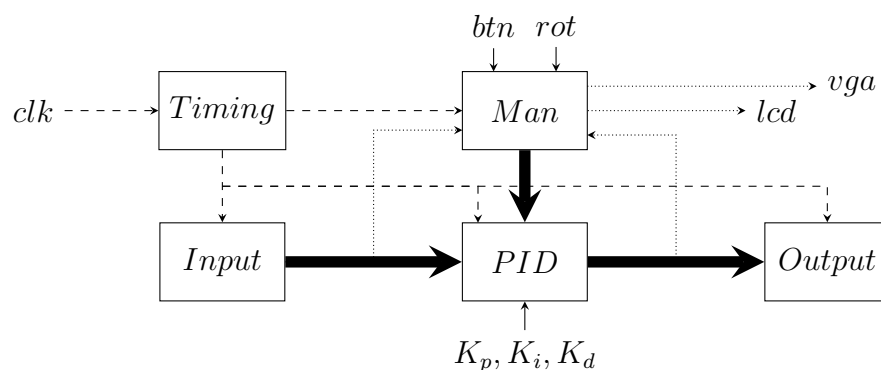 btn rot
vga
clk Timing Man lcd
Input PID Output
K_p, K_i, K_d